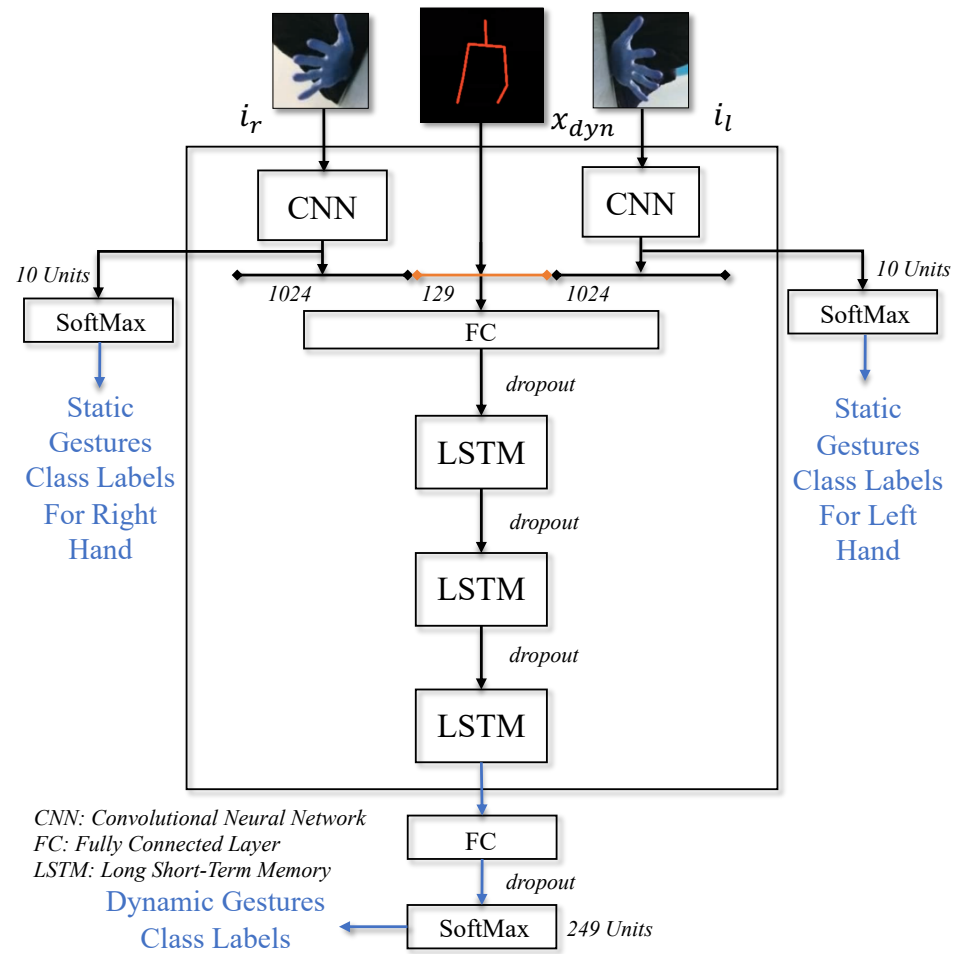 i_r
x_dyn
i_l
CNN
CNN
10 Units
10 Units
1024
129
1024
SoftMax
SoftMax
FC
dropout
Static
Gestures
Class Labels
For Right
Hand
Static
Gestures
Class Labels
For Left
Hand
LSTM
dropout
LSTM
dropout
LSTM
CNN: Convolutional Neural Network
FC: Fully Connected Layer
LSTM: Long Short-Term Memory
FC
dropout
Dynamic Gestures
Class Labels
SoftMax
249 Units